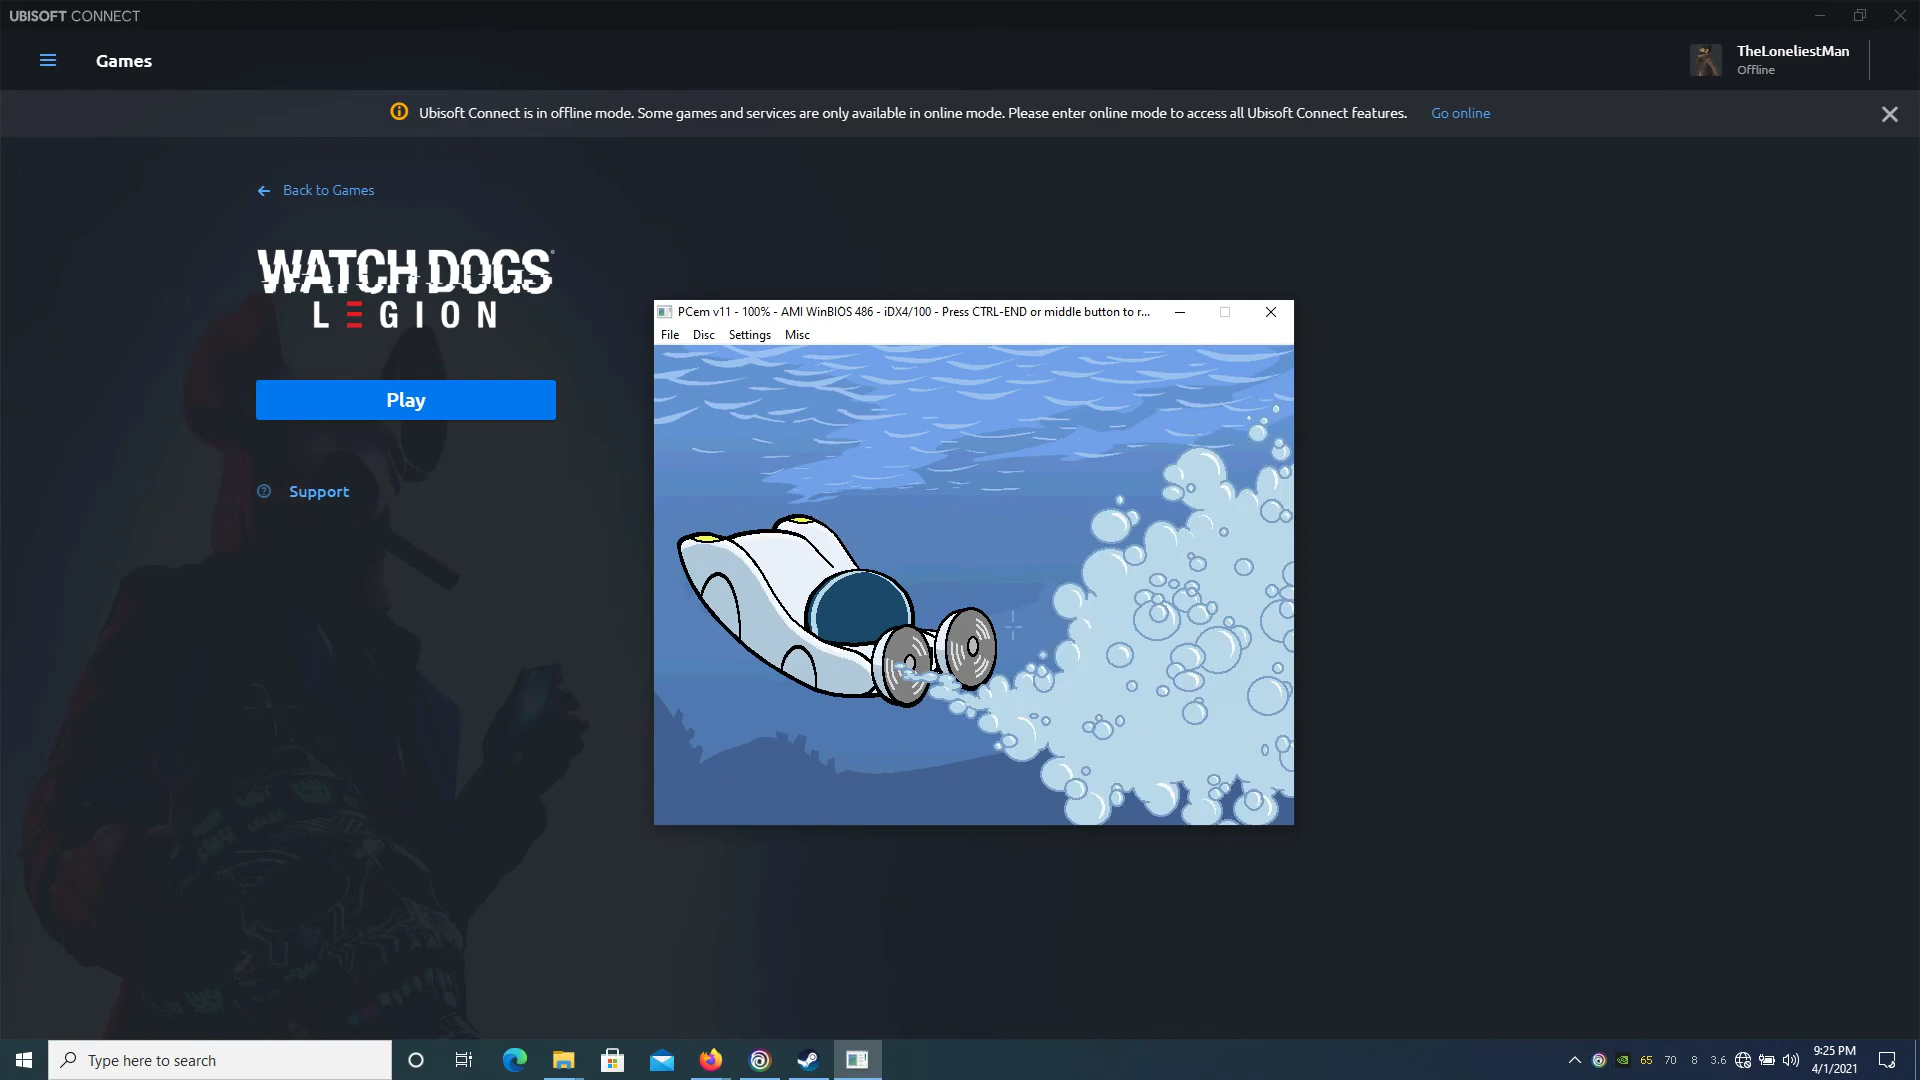 UBISOFT CONNECT
Games
TheLoneliestMan
Offline
Ubisoft Connect is in offline mode. Some games and services are only available in online mode. Please enter online mode to access all Ubisoft Connect features. Go online
Back to Games
WATCH DOGS
LEGION
Play
Support
PCem v11 - 100% - AMI WinBIOS 486 - iDX4/100 - Press CTRL-END or middle button to r...
File Disc Settings Misc
Type here to search
65 70 8 3.6
9:25 PM
4/1/2021